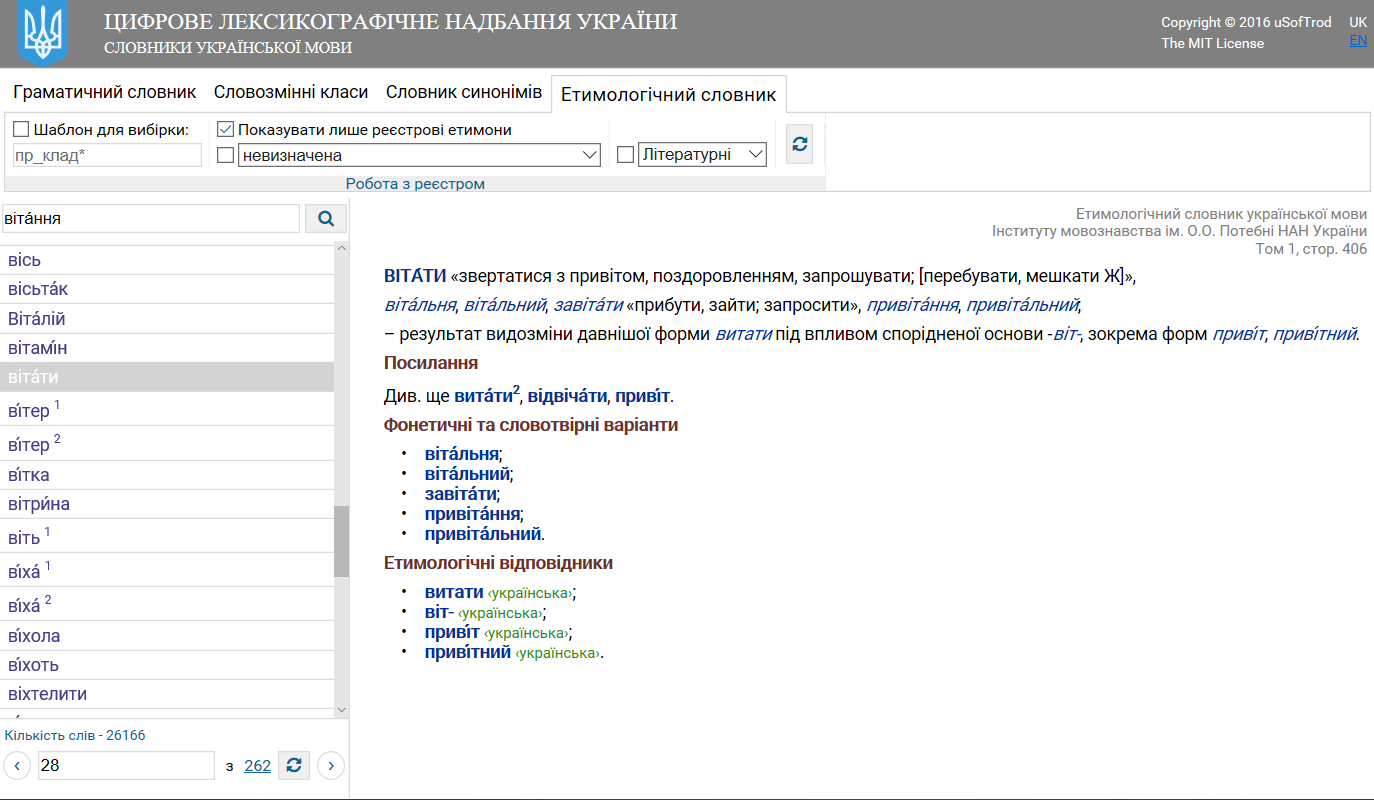 ЦИФРОВЕ ЛЕКСИКОГРАФІЧНЕ НАДБАННЯ УКРАЇНИ
СЛОВНИКИ УКРАЇНСЬКОЇ МОВИ
Copyright © 2016 uSofTrod
The MIT License
UK
EN
Граматичний словник Словозмінні класи Словник синонімів Етимологічний словник
Шаблон для вибірки:
пр_клад*
Показувати лише реєстрові етимони
невизначена
Літературні
Робота з реєстром
віта́ння
вісь
вісьта́к
Віта́лій
вітамі́н
віта́ти
ві́тер 1
ві́тер 2
ві́тка
вітри́на
віть 1
ві́ха́ 1
ві́ха́ 2
ві́хола
ві́хоть
віхтелити
Кількість слів - 26166
28 з 262
Етимологічний словник української мови
Інституту мовознавства ім. О.О. Потебні НАН України
Том 1, стор. 406
ВІТА́ТИ «звертатися з привітом, поздоровленням, запрошувати; [перебувати, мешкати Ж]»,
віта́льня, віта́льний, завіта́ти «прибути, зайти; запросити», привіта́ння, привіта́льний;
– результат видозміни давнішої форми витати під впливом спорідненої основи -віт-, зокрема форм приві́т, приві́тний.
Посилання
Див. ще вита́ти2, відвіча́ти, приві́т.
Фонетичні та словотвірні варіанти
• віта́льня;
• віта́льний;
• завіта́ти;
• привіта́ння;
• привіта́льний.
Етимологічні відповідники
• витати ‹українська›;
• віт- ‹українська›;
• приві́т ‹українська›;
• приві́тний ‹українська›.